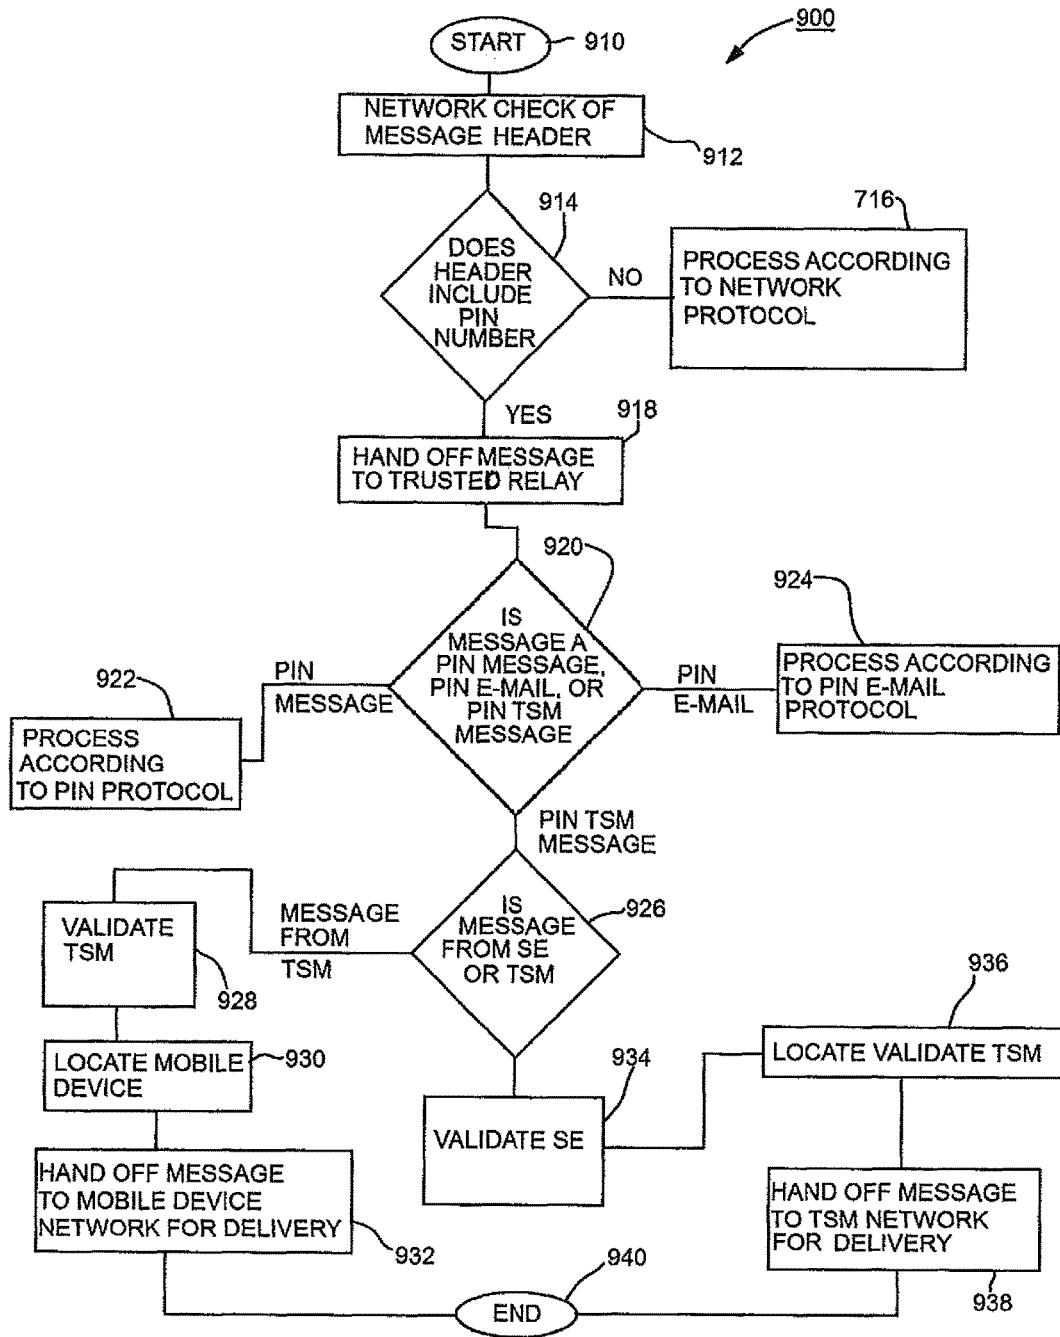 900
START
910
NETWORK CHECK OF
MESSAGE HEADER
912
914
DOES
HEADER
INCLUDE
PIN
NUMBER
NO
716
PROCESS ACCORDING
TO NETWORK
PROTOCOL
YES
918
HAND OFF MESSAGE
TO TRUSTED RELAY
920
IS
MESSAGE A
PIN MESSAGE,
PIN E-MAIL, OR
PIN TSM
MESSAGE
PIN
MESSAGE
922
PROCESS
ACCORDING
TO PIN PROTOCOL
PIN
E-MAIL
924
PROCESS ACCORDING
TO PIN E-MAIL
PROTOCOL
PIN TSM
MESSAGE
IS
MESSAGE
FROM SE
OR TSM
926
MESSAGE
FROM
TSM
VALIDATE
TSM
928
LOCATE MOBILE
DEVICE
930
HAND OFF MESSAGE
TO MOBILE DEVICE
NETWORK FOR DELIVERY
932
VALIDATE SE
934
936
LOCATE VALIDATE TSM
HAND OFF MESSAGE
TO TSM NETWORK
FOR DELIVERY
938
940
END